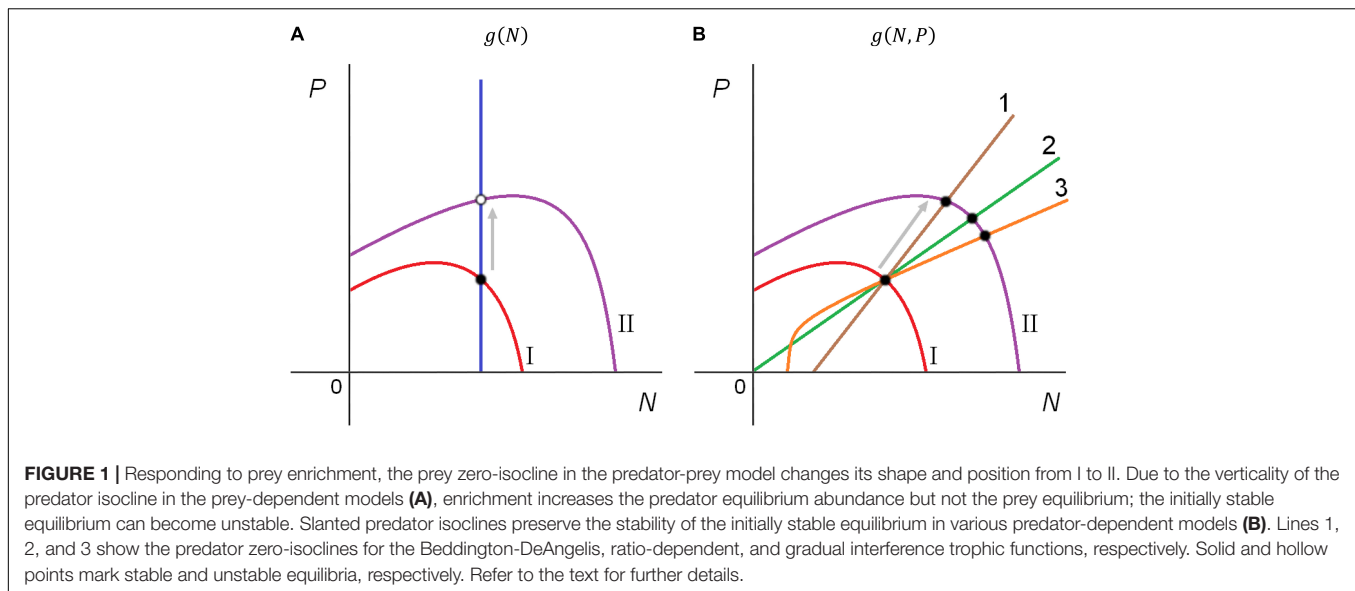 A
g(N)
B
g(N, P)
P
P
1
2
3
II
II
I
I
0
0
N
N
FIGURE 1 | Responding to prey enrichment, the prey zero-isocline in the predator-prey model changes its shape and position from I to II. Due to the verticality of the
predator isocline in the prey-dependent models (A), enrichment increases the predator equilibrium abundance but not the prey equilibrium; the initially stable
equilibrium can become unstable. Slanted predator isoclines preserve the stability of the initially stable equilibrium in various predator-dependent models (B). Lines 1,
2, and 3 show the predator zero-isoclines for the Beddington-DeAngelis, ratio-dependent, and gradual interference trophic functions, respectively. Solid and hollow
points mark stable and unstable equilibria, respectively. Refer to the text for further details.